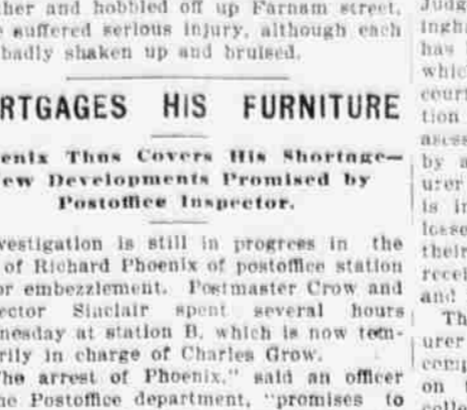 ther and hobbled off up Farnam street.
e suffered serious injury, although each
badly shaken up and bruised.
RTGAGES HIS FURNITURE
enix Thus Covers His Shortage—
ew Developments Promised by
Postoffice Inspector.
vestigation is still in progress in the
of Richard Phoenix of postoffice station
or embezzlement. Postmaster Crow and
ector Sinclair spent several hours
nesday at station B, which is now tem-
rily in charge of Charles Grow.
he arrest of Phoenix," said an officer
he Postoffice department, "promises to
Judg
ingh
has
which
court
tion
asses
by a
urer
is in
losse
their
recei
and
Th
urer
comp
on
colle